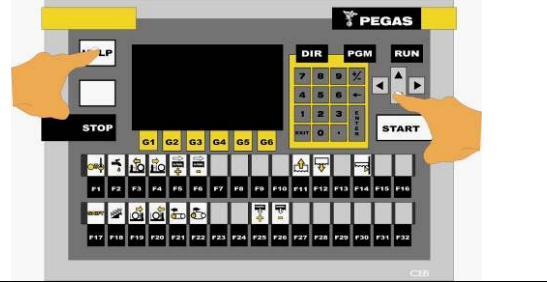 PEGAS
H LP
DIR PGM RUN
7 8 9 +/-
4 5 6 ←
1 2 3 ENTER
EXIT 0 .
STOP
START
G1 G2 G3 G4 G5 G6
F1 F2 F3 F4 F5 F6 F7 F8 F9 F10 F11 F12 F13 F14 F15 F16
SHIFT
F17 F18 F19 F20 F21 F22 F23 F24 F25 F26 F27 F28 F29 F30 F31 F32